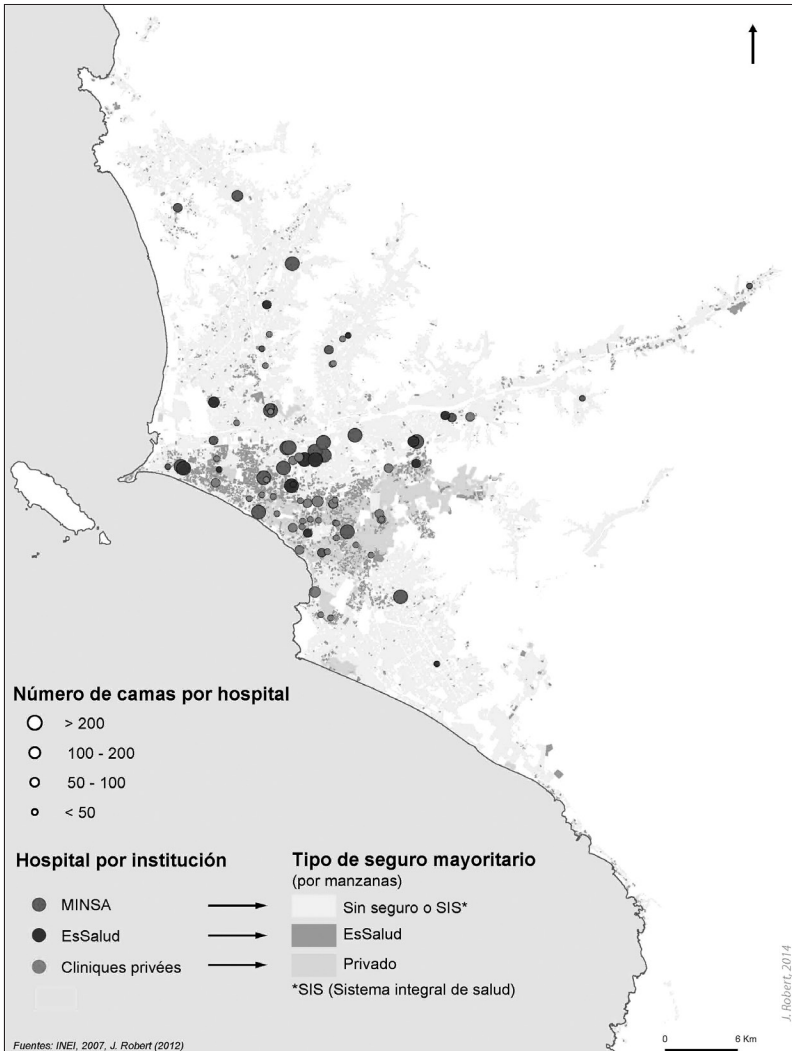 Número de camas por hospital
> 200
100 - 200
50 - 100
< 50
Hospital por institución
MINSA
EsSalud
Cliniques privées
Tipo de seguro mayoritario
(por manzanas)
Sin seguro o SIS*
EsSalud
Privado
*SIS (Sistema integral de salud)
J. Robert, 2014
Fuentes: INEI, 2007, J. Robert (2012)
0 6 Km